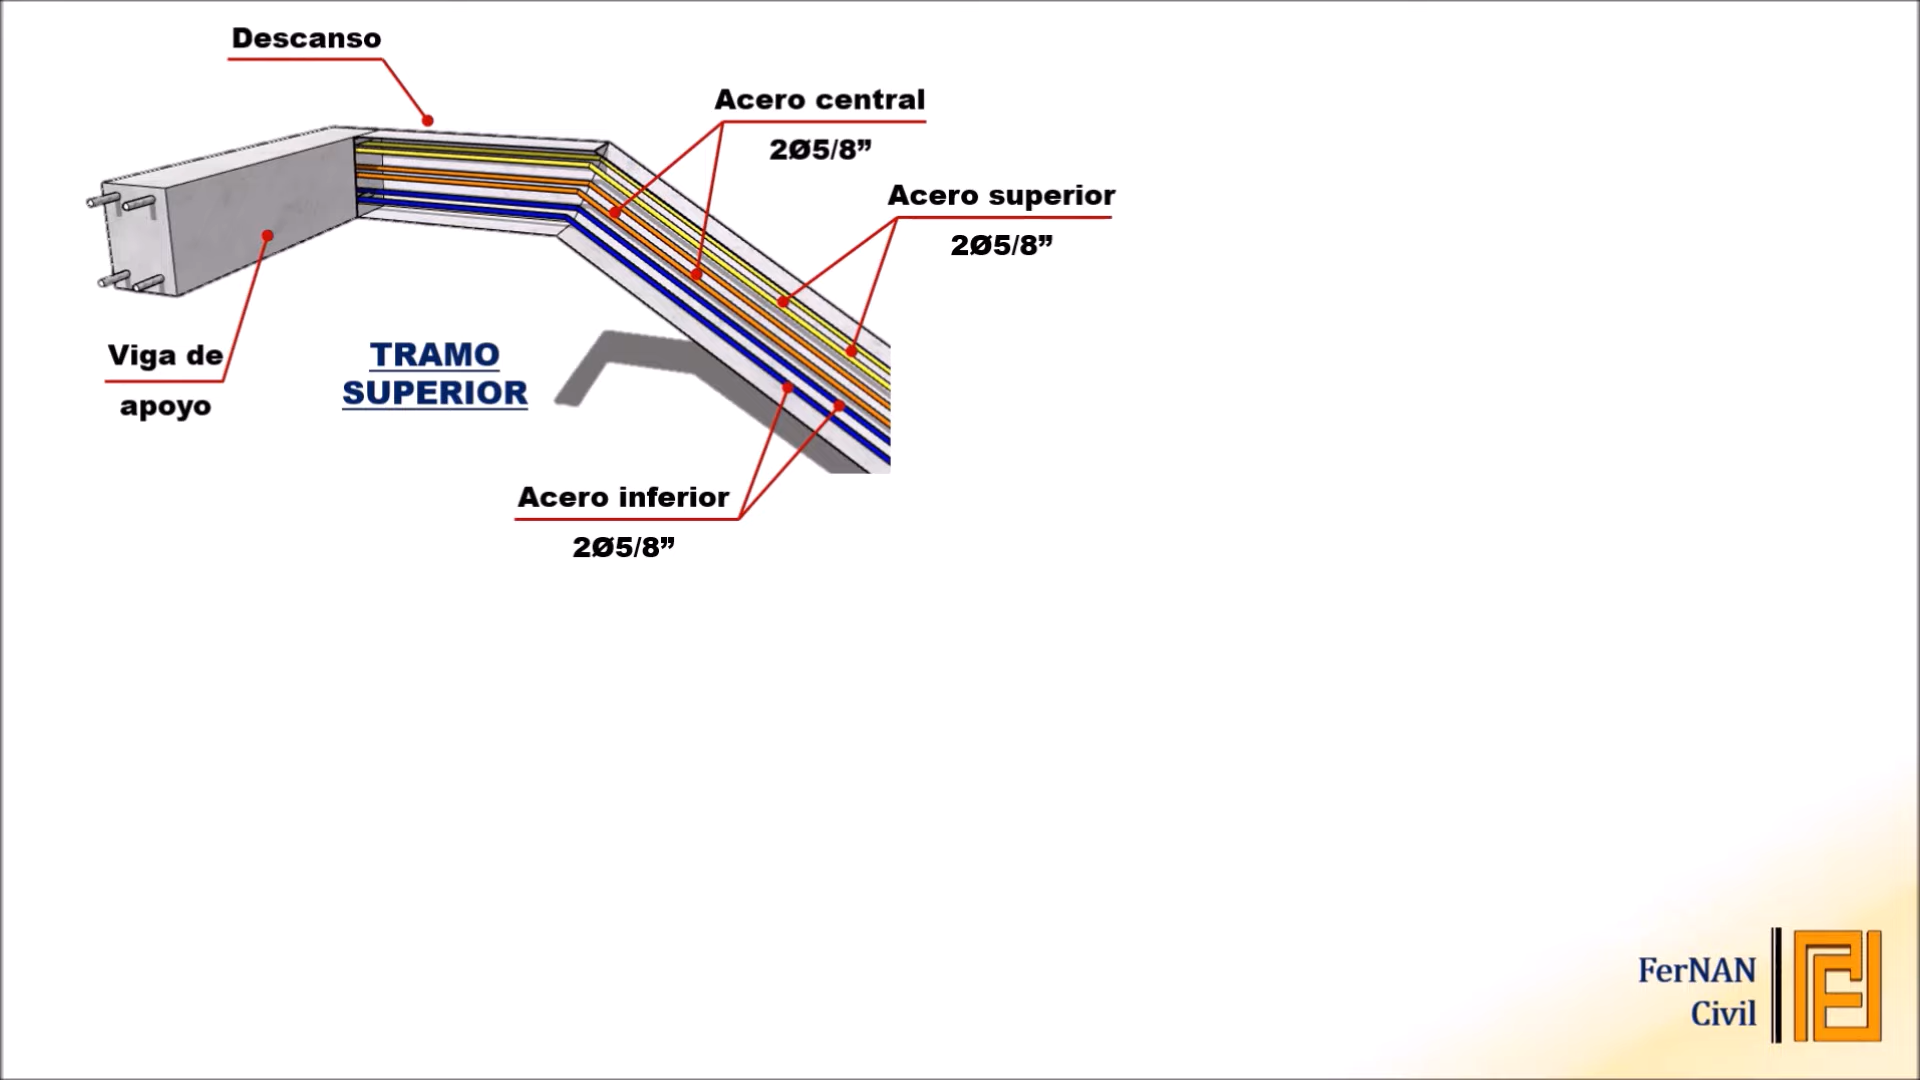 Descanso
Acero central
2Ø5/8”
Acero superior
2Ø5/8”
Viga de
apoyo
TRAMO
SUPERIOR
Acero inferior
2Ø5/8”
FerNAN
Civil